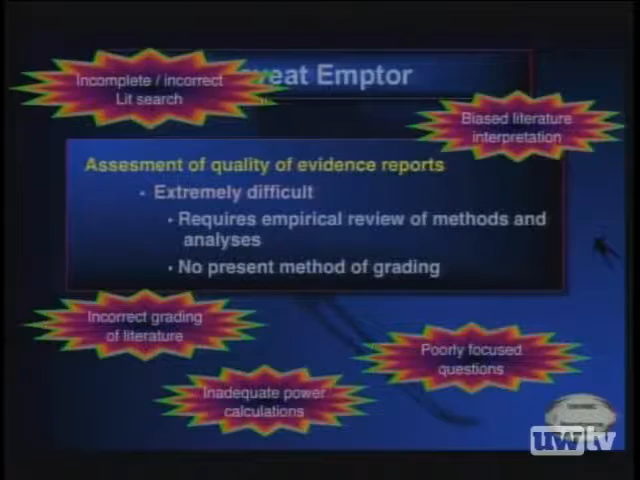 Incomplete / incorrect
Lit search
veat Emptor
Biased literature
interpretation
Assesment of quality of evidence reports
• Extremely difficult
• Requires empirical review of methods and
analyses
• No present method of grading
Incorrect grading
of literature
Poorly focused
questions
Inadequate power
calculations
uwtv